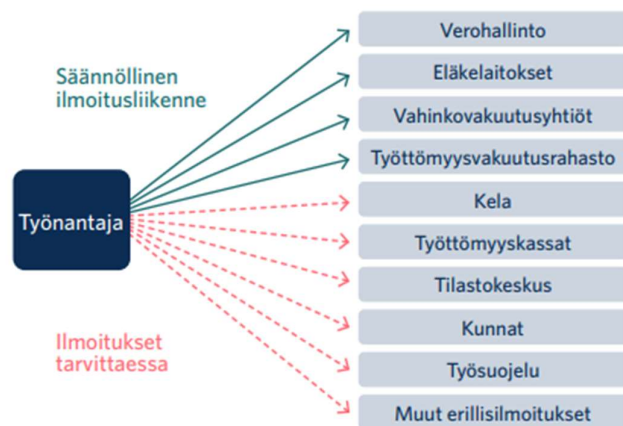 Säännöllinen
ilmoitusliikenne
Työnantaja
Ilmoitukset
tarvittaessa
Verohallinto
Eläkelaitokset
Vahinkovakuutusyhtiöt
Työttömyysvakuutusrahasto
Kela
Työttömyyskassat
Tilastokeskus
Kunnat
Työsuojelu
Muut erillisilmoitukset